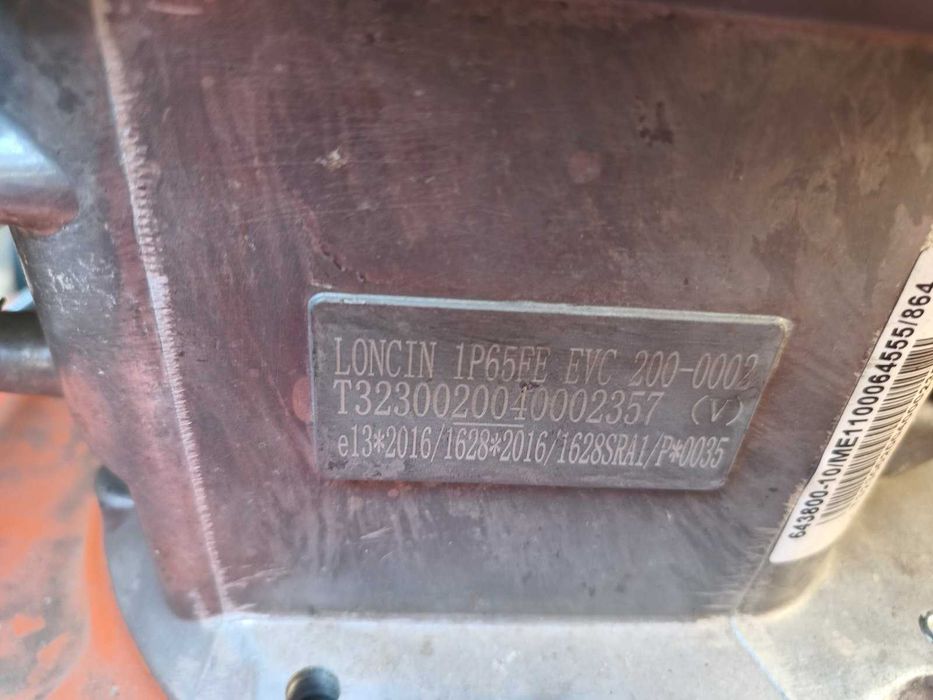 LONCIN 1P65FE EVC 200-0002
T3230020040002357 (V)
e13*2016/1628*2016/1628SRA1/P*0035
643800-10/ME1100064555/864